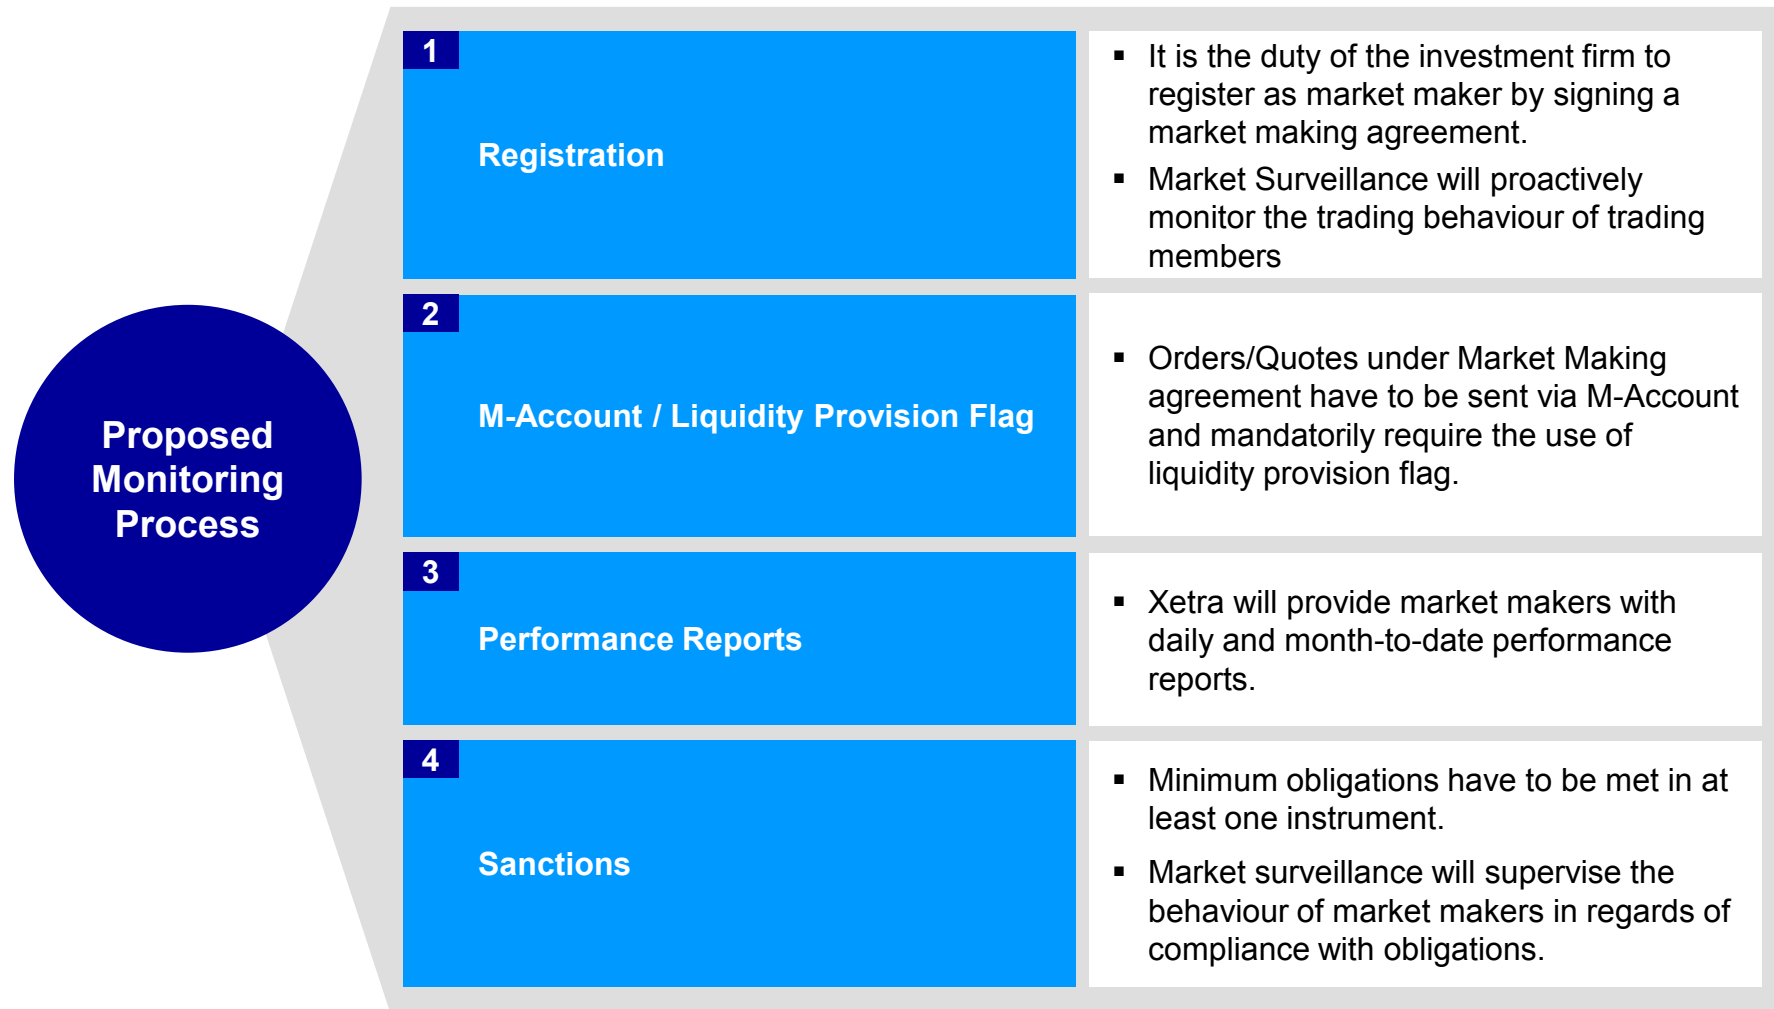 Proposed
Monitoring
Process
1
Registration
▪ It is the duty of the investment firm to
register as market maker by signing a
market making agreement.
▪ Market Surveillance will proactively
monitor the trading behaviour of trading
members
2
M-Account / Liquidity Provision Flag
▪ Orders/Quotes under Market Making
agreement have to be sent via M-Account
and mandatorily require the use of
liquidity provision flag.
3
Performance Reports
▪ Xetra will provide market makers with
daily and month-to-date performance
reports.
4
Sanctions
▪ Minimum obligations have to be met in at
least one instrument.
▪ Market surveillance will supervise the
behaviour of market makers in regards of
compliance with obligations.